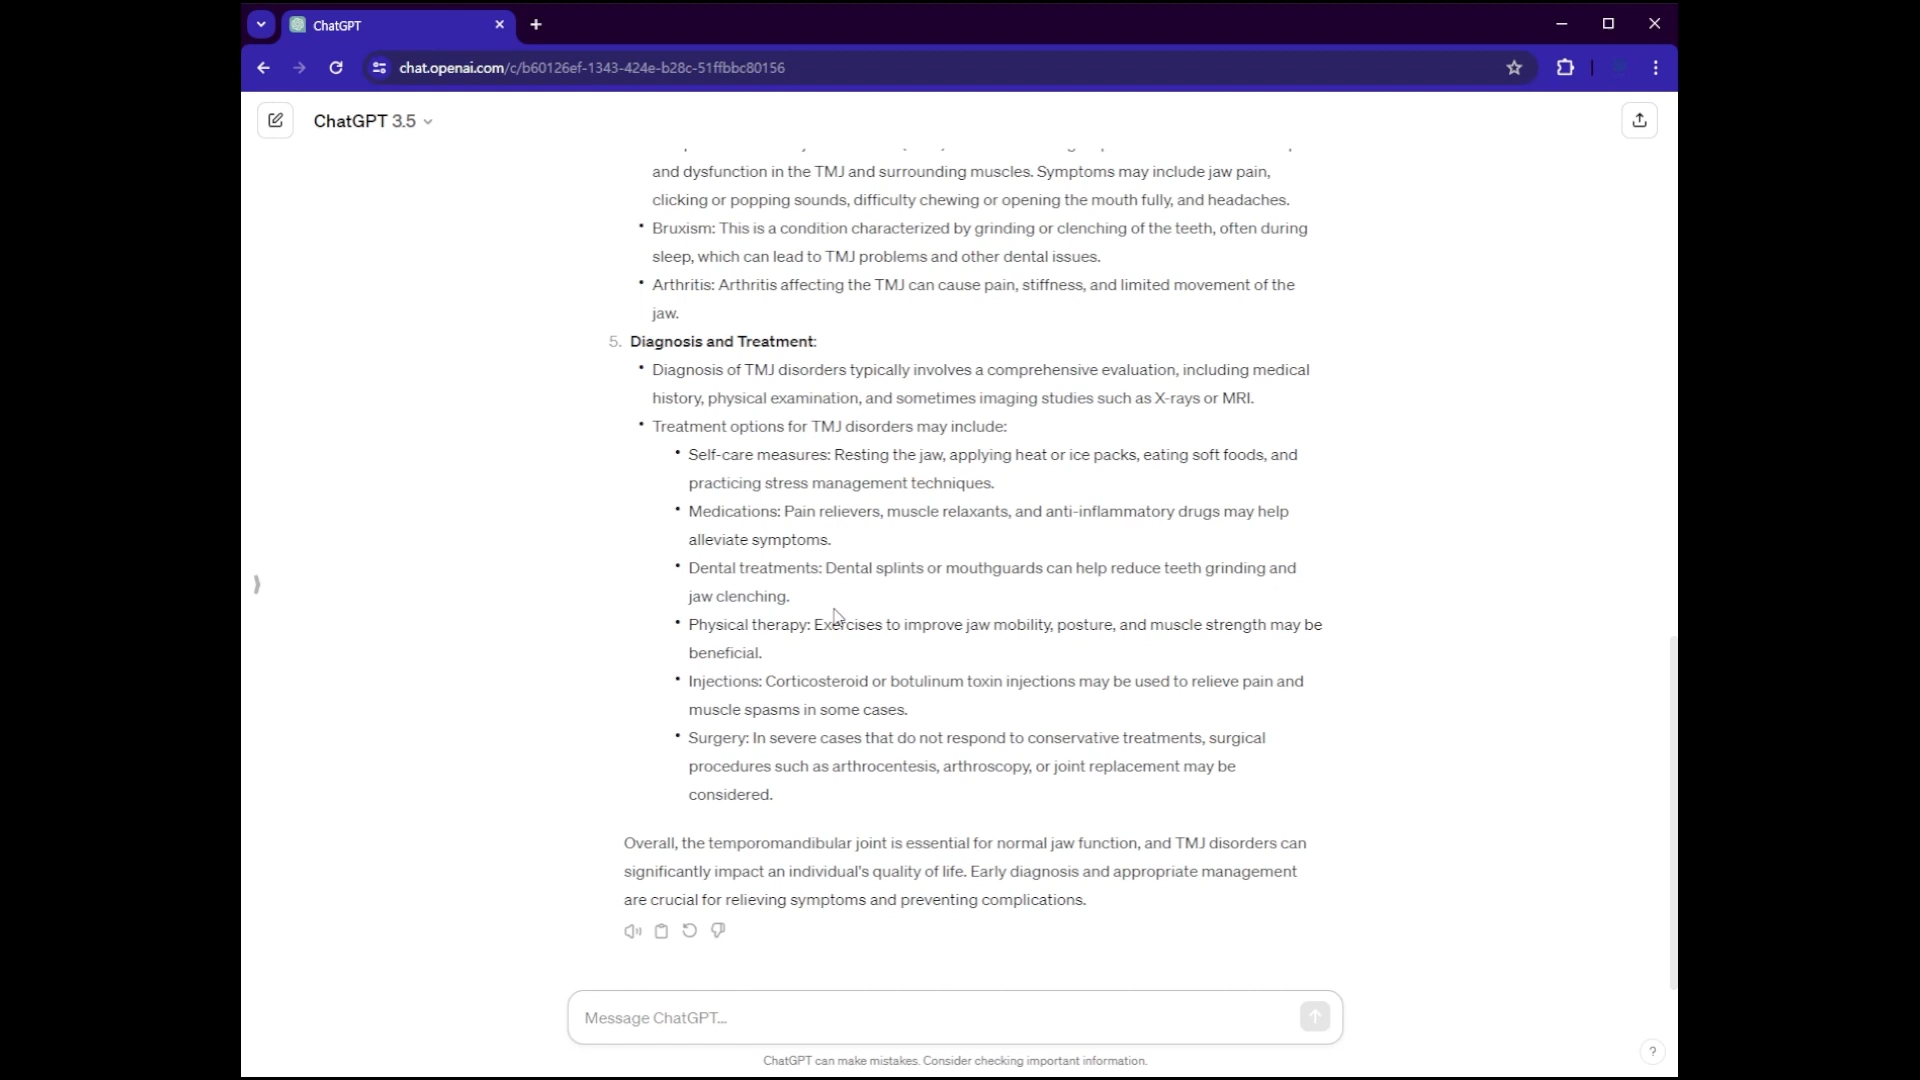 ChatGPT
chat.openai.com/c/b60126ef-1343-424e-b28c-51ffbbc80156
ChatGPT 3.5
and dysfunction in the TMJ and surrounding muscles. Symptoms may include jaw pain,
clicking or popping sounds, difficulty chewing or opening the mouth fully, and headaches.
• Bruxism: This is a condition characterized by grinding or clenching of the teeth, often during
sleep, which can lead to TMJ problems and other dental issues.
• Arthritis: Arthritis affecting the TMJ can cause pain, stiffness, and limited movement of the
jaw.
5. Diagnosis and Treatment:
• Diagnosis of TMJ disorders typically involves a comprehensive evaluation, including medical
history, physical examination, and sometimes imaging studies such as X-rays or MRI.
• Treatment options for TMJ disorders may include:
• Self-care measures: Resting the jaw, applying heat or ice packs, eating soft foods, and
practicing stress management techniques.
• Medications: Pain relievers, muscle relaxants, and anti-inflammatory drugs may help
alleviate symptoms.
• Dental treatments: Dental splints or mouthguards can help reduce teeth grinding and
jaw clenching.
• Physical therapy: Exercises to improve jaw mobility, posture, and muscle strength may be
beneficial.
• Injections: Corticosteroid or botulinum toxin injections may be used to relieve pain and
muscle spasms in some cases.
• Surgery: In severe cases that do not respond to conservative treatments, surgical
procedures such as arthrocentesis, arthroscopy, or joint replacement may be
considered.
Overall, the temporomandibular joint is essential for normal jaw function, and TMJ disorders can
significantly impact an individual's quality of life. Early diagnosis and appropriate management
are crucial for relieving symptoms and preventing complications.
Message ChatGPT...
ChatGPT can make mistakes. Consider checking important information.
?